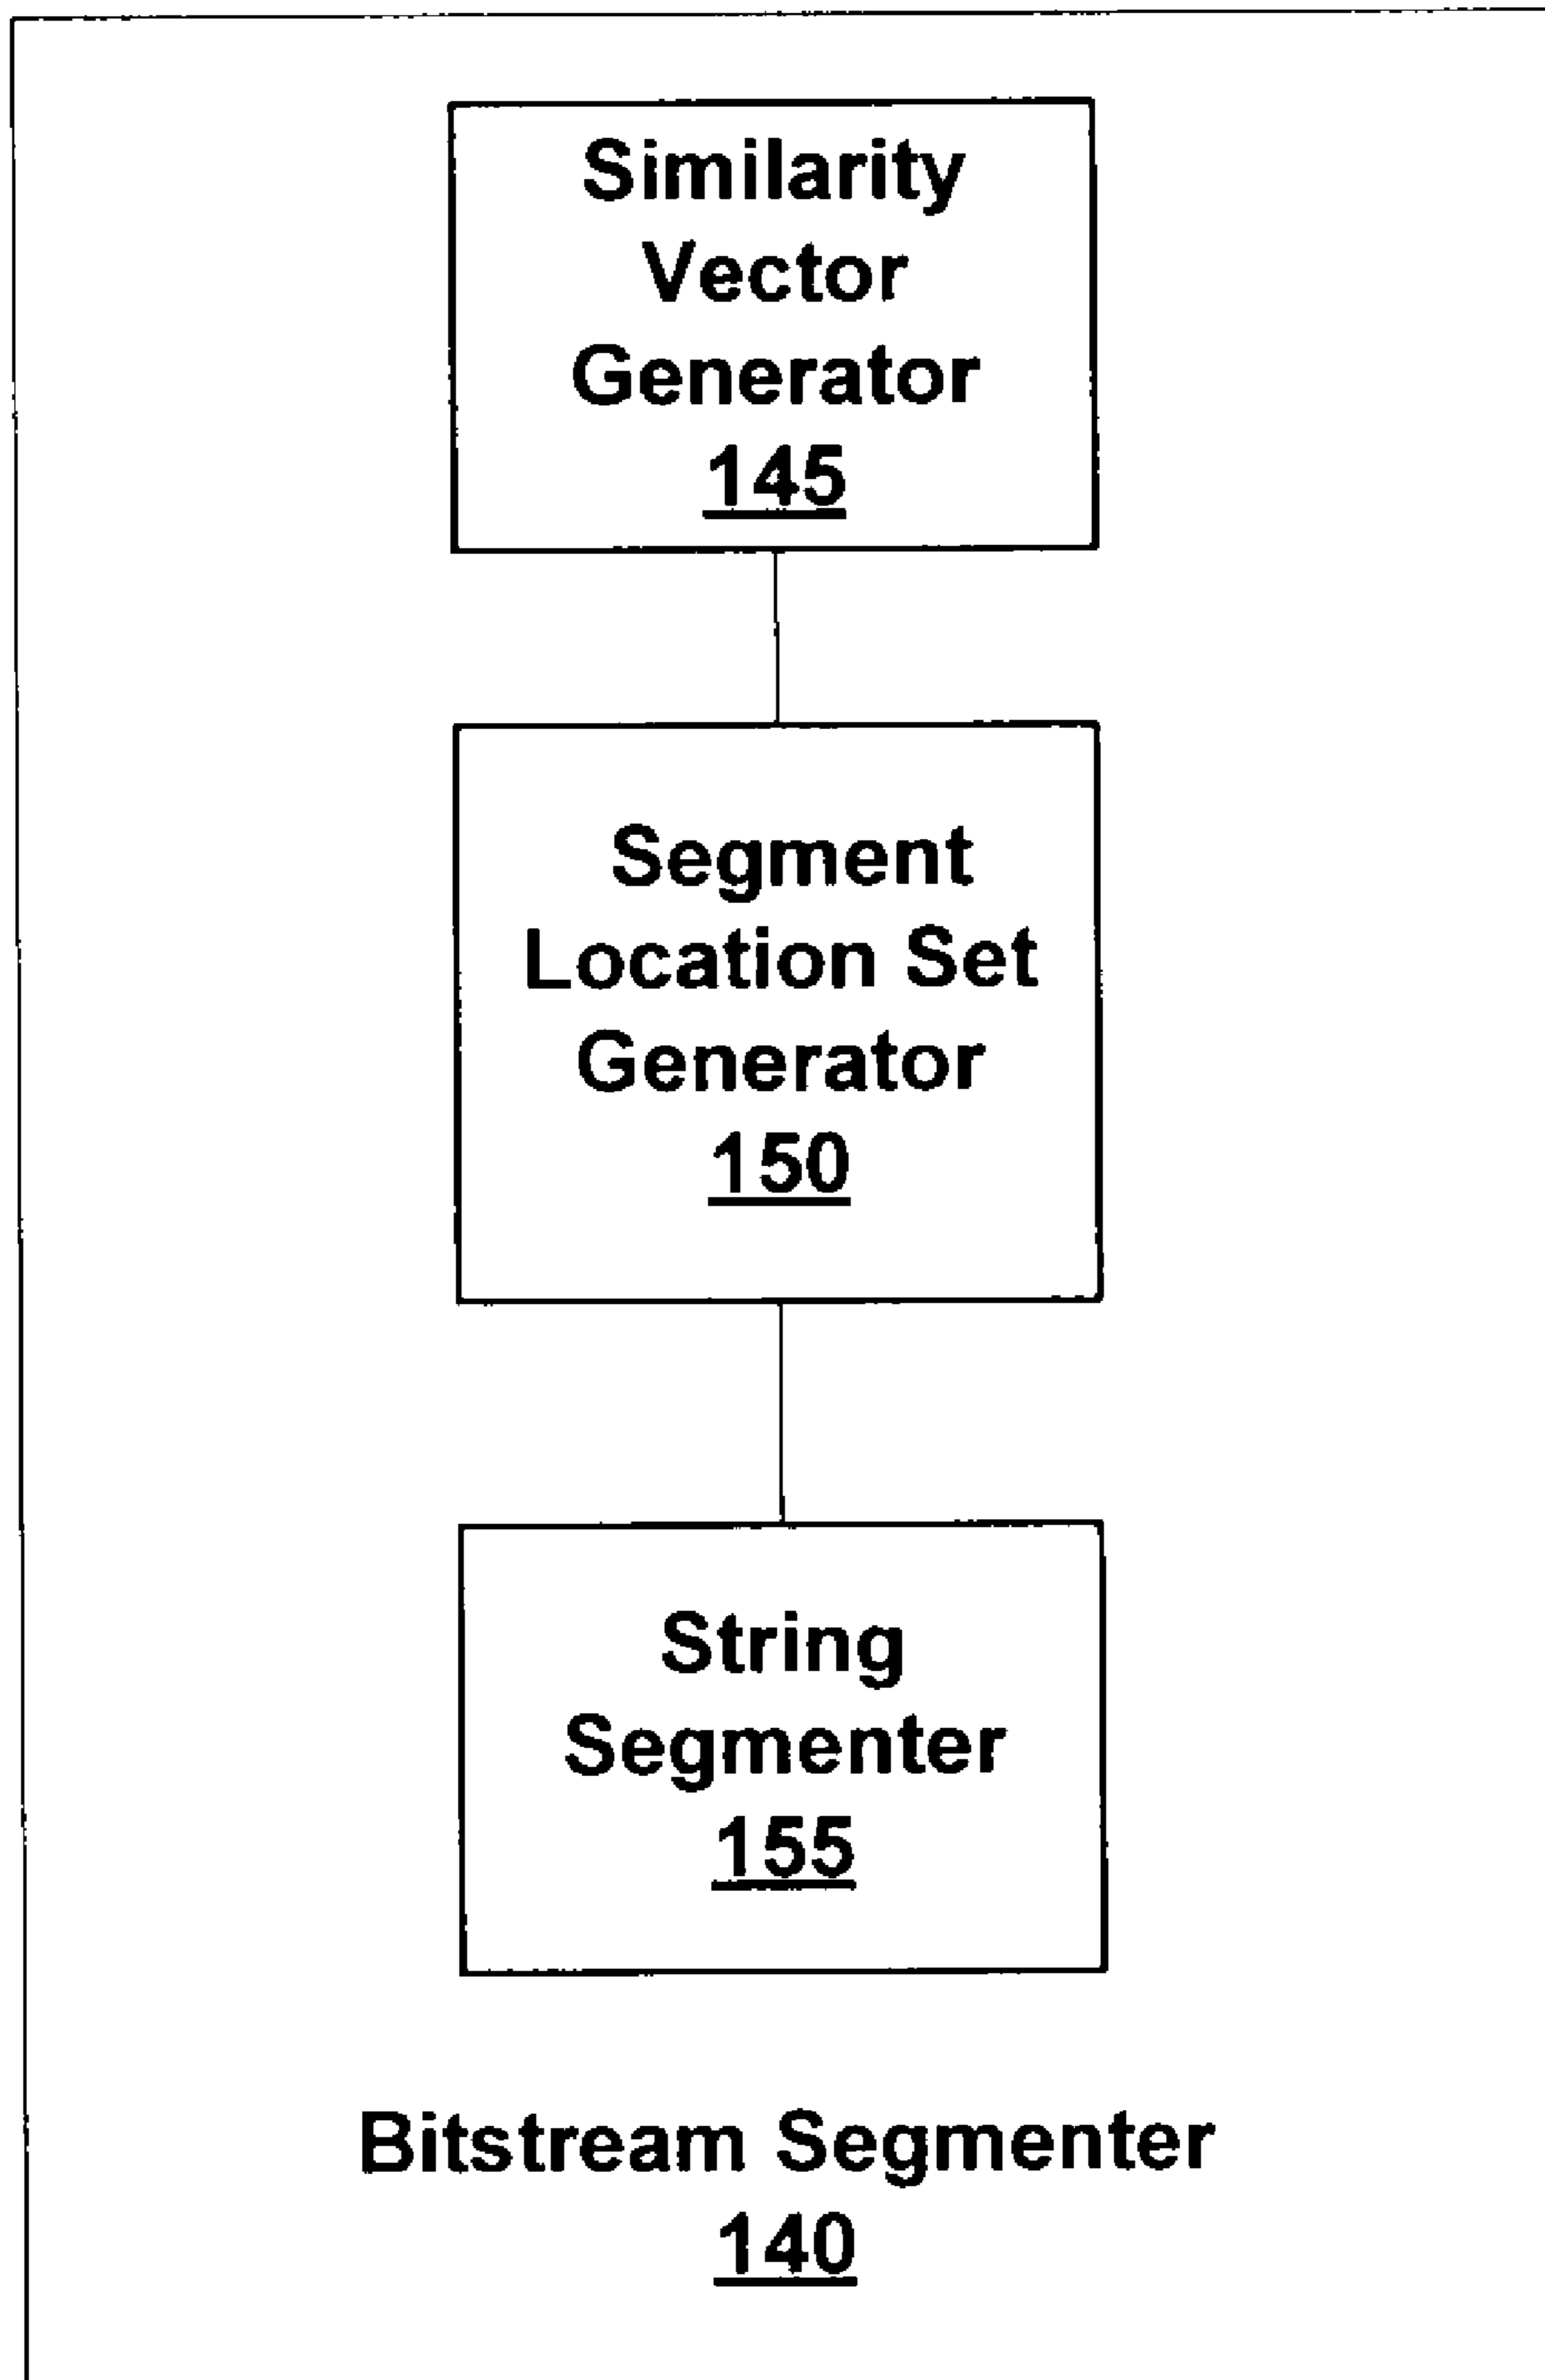 Similarity
Vector
Generator
145
Segment
Location Set
Generator
150
String
Segmenter
155
Bitstream Segmenter
140